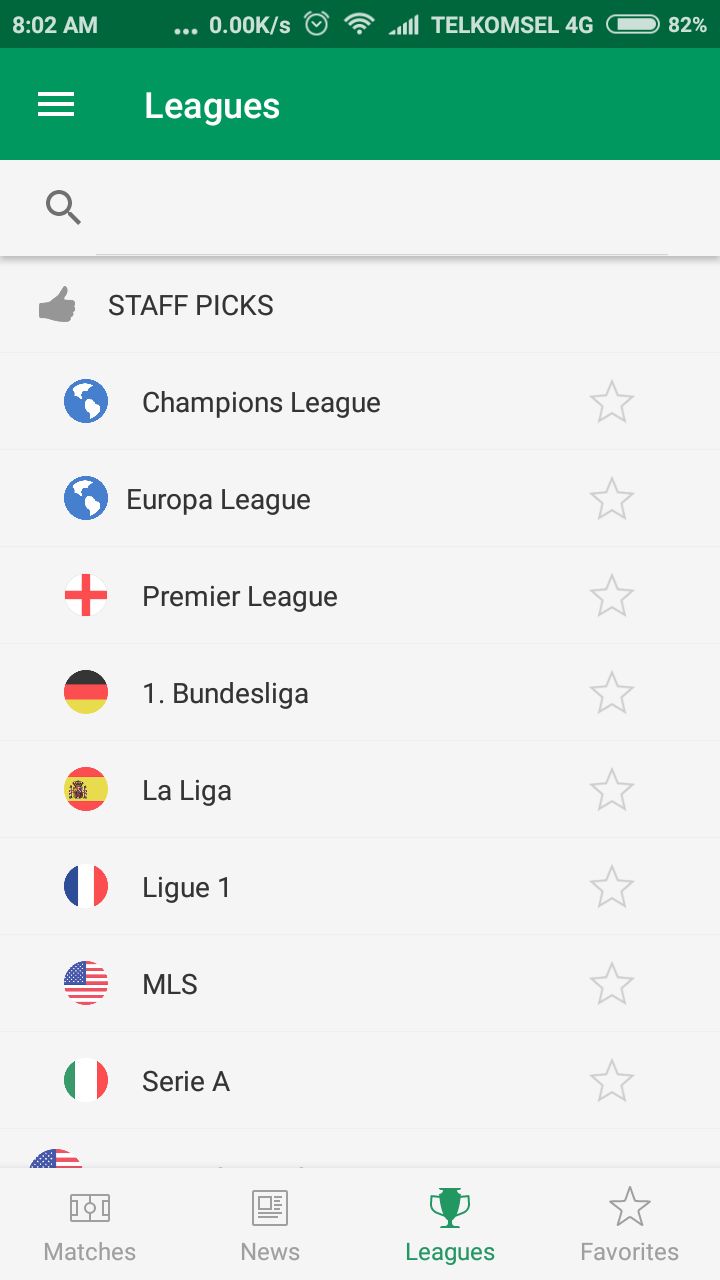 8:02 AM ... 0.00K/s TELKOMSEL 4G 82%
Leagues
STAFF PICKS
Champions League
Europa League
Premier League
1. Bundesliga
La Liga
Ligue 1
MLS
Serie A
Matches News Leagues Favorites